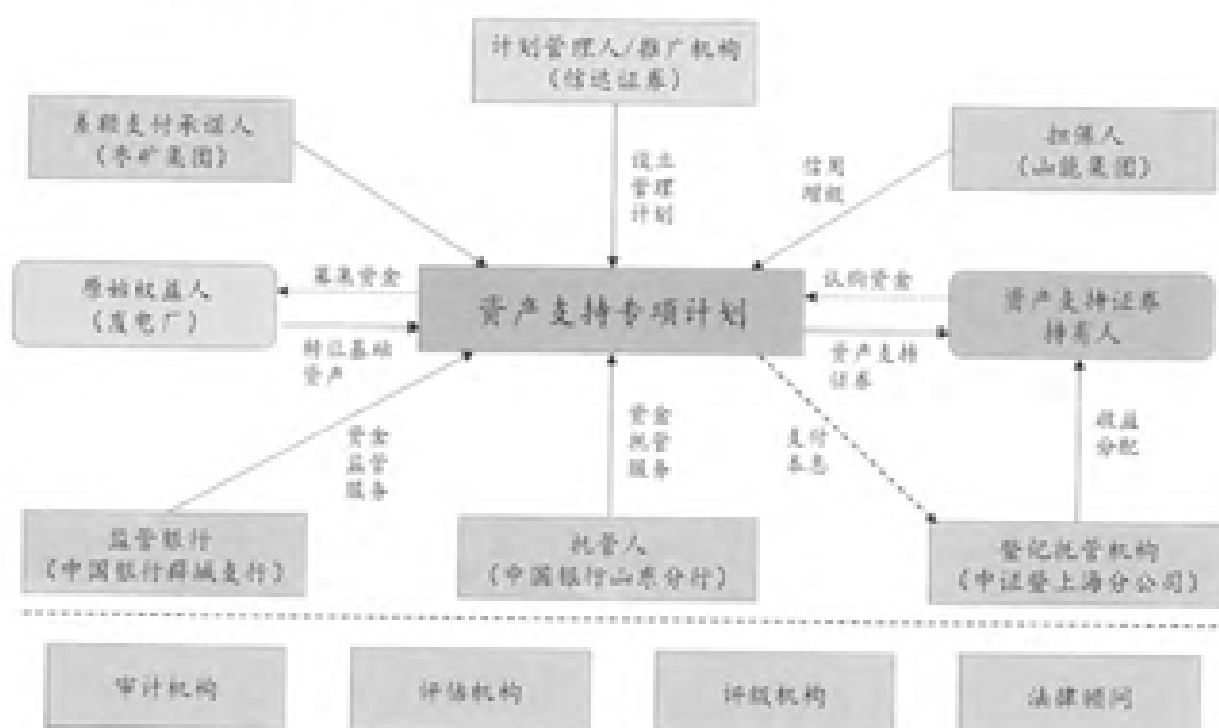 计划管理人/推广机构
(信达证券)
差额支付承诺人
(枣矿集团)
担保人
(山能集团)
设立
管理
计划
信用
增级
原始权益人
(发电厂)
募集资金
资产支持专项计划
认购资金
资产支持证券
持有人
转让基础
资产
资产支持
证券
资金
监管
服务
资金
托管
服务
支付
本息
收益
分配
监管银行
(中国银行薛城支行)
托管人
(中国银行山东分行)
登记托管机构
(中证登上海分公司)
审计机构
评估机构
评级机构
法律顾问